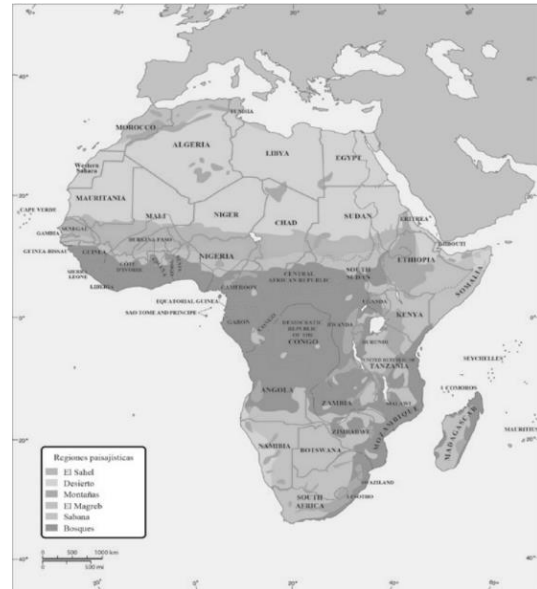 TUNISIA
MOROCCO
ALGERIA
LIBYA
EGYPT
Western
Sahara
MAURITANIA
MALI
NIGER
CHAD
SUDAN
ERITREA
CAPE VERDE
SENEGAL
GAMBIA
BURKINA FASO
DJIBOUTI
GUINEA-BISSAU
GUINEA
NIGERIA
ETHIOPIA
SOMALIA
SIERRA
LEONE
CÔTE
D'IVOIRE
LIBERIA
CENTRAL
AFRICAN REPUBLIC
SOUTH
SUDAN
CAMEROON
EQUATORIAL GUINEA
SAO TOME AND PRINCIPE
UGANDA
KENYA
GABON
CONGO
DEMOCRATIC
REPUBLIC
OF THE
CONGO
RWANDA
BURUNDI
UNITED REPUBLIC OF
TANZANIA
SEYCHELLES
COMOROS
ANGOLA
ZAMBIA
MALAWI
MOZAMBIQUE
MADAGASCAR
MAURITIUS
ZIMBABWE
NAMIBIA
BOTSWANA
SWAZILAND
LESOTHO
SOUTH
AFRICA
Regiones paisajísticas
El Sahel
Desierto
Montañas
El Magreb
Sabana
Bosques
0 500 1000 km
0 500 Mi